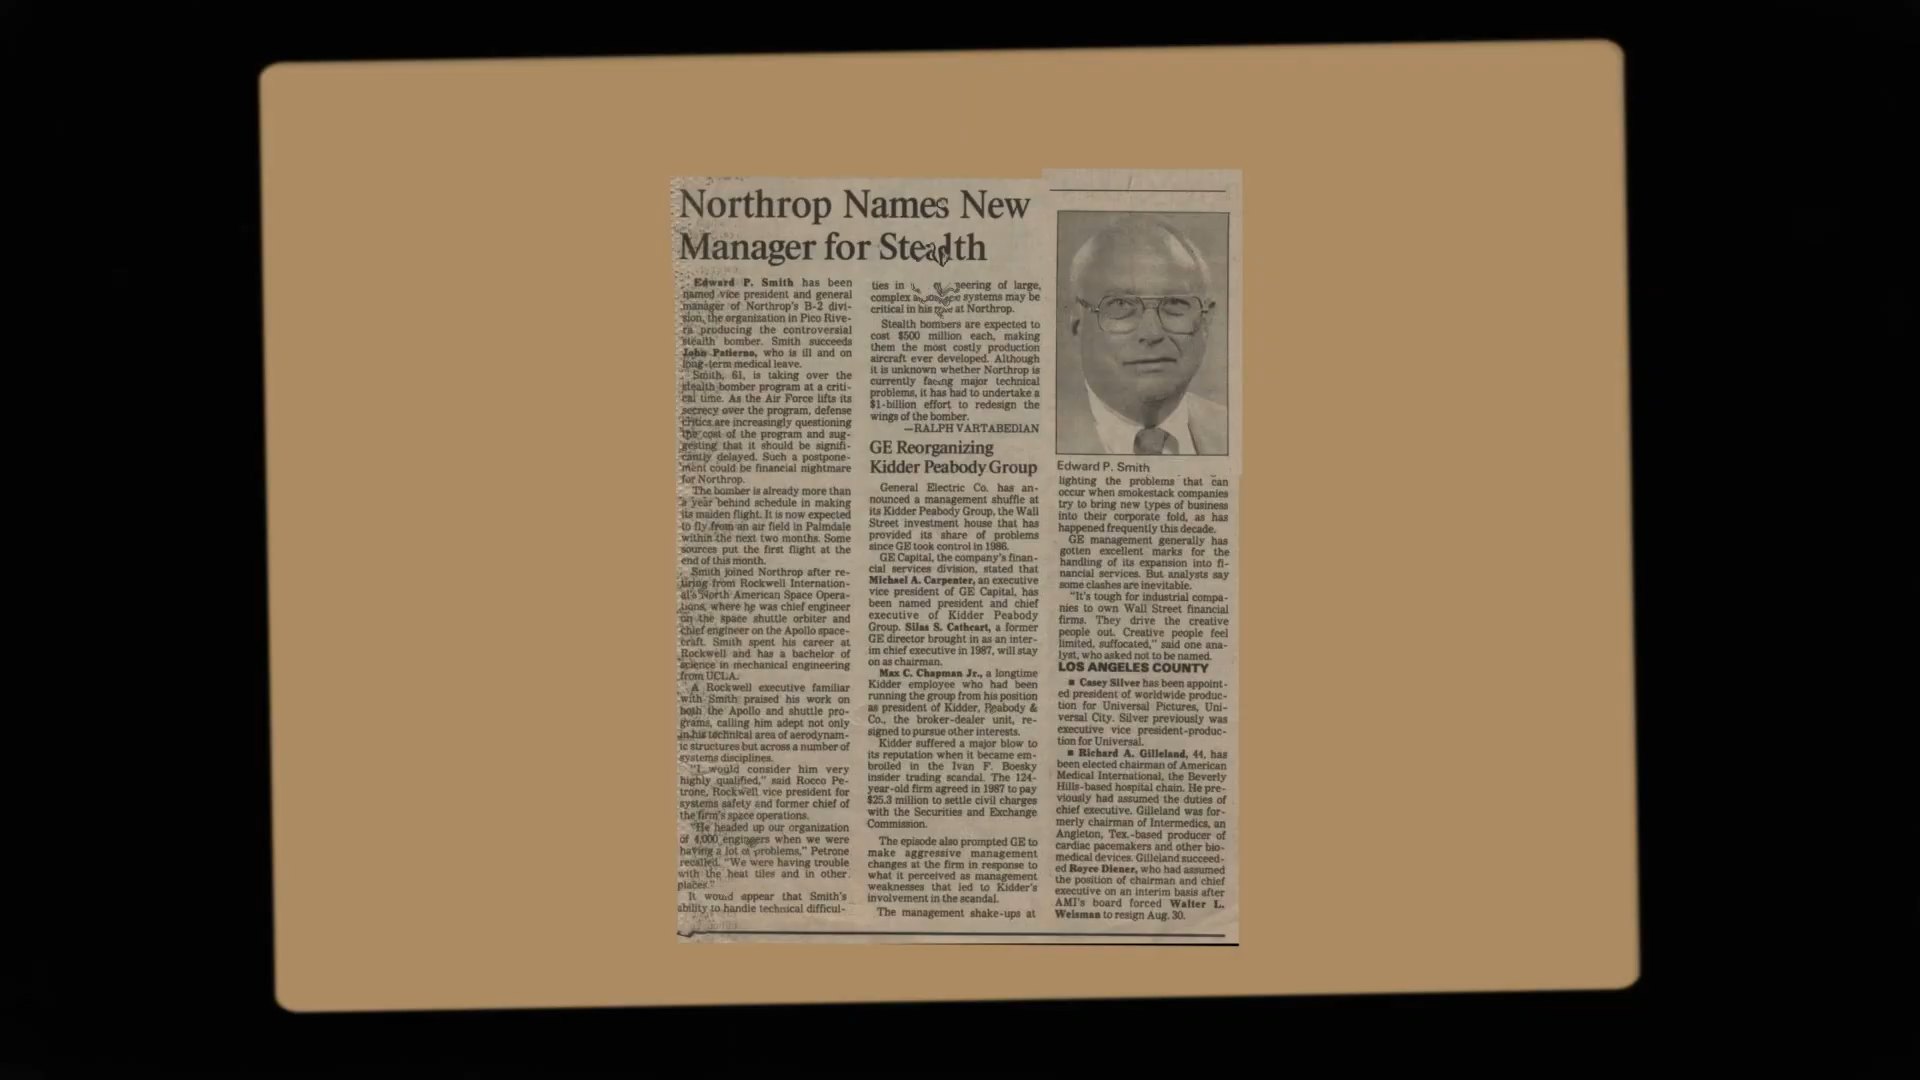 Northrop Names New
Manager for Stealth
Edward P. Smith has been
named vice president and general
manager of Northrop's B-2 divi-
sion, the organization in Pico Rive-
ra producing the controversial
stealth bomber. Smith succeeds
John Patierno, who is ill and on
long-term medical leave.
Smith, 61, is taking over the
stealth bomber program at a criti-
cal time. As the Air Force lifts its
secrecy over the program, defense
critics are increasingly questioning
the cost of the program and sug-
gesting that it should be signifi-
cantly delayed. Such a postpone-
ment could be financial nightmare
for Northrop.
The bomber is already more than
a year behind schedule in making
its maiden flight. It is now expected
to fly from an air field in Palmdale
within the next two months. Some
sources put the first flight at the
end of this month.
Smith joined Northrop after re-
tiring from Rockwell Internation-
al's North American Space Opera-
tions, where he was chief engineer
on the space shuttle orbiter and
chief engineer on the Apollo space-
craft. Smith spent his career at
Rockwell and has a bachelor of
science in mechanical engineering
from UCLA.
A Rockwell executive familiar
with Smith praised his work on
both the Apollo and shuttle pro-
grams, calling him adept not only
in his technical area of aerodynam-
ic structures but across a number of
systems disciplines.
"I would consider him very
highly qualified," said Rocco Pe-
trone, Rockwell vice president for
systems safety and former chief of
the firm's space operations.
"He headed up our organization
of 4,000 engineers when we were
having a lot of problems," Petrone
recalled. "We were having trouble
with the heat tiles and in other
places."
It would appear that Smith's
ability to handle technical difficul-
ties in peering of large,
complex systems may be
critical in his at Northrop.
Stealth bombers are expected to
cost $500 million each, making
them the most costly production
aircraft ever developed. Although
it is unknown whether Northrop is
currently facing major technical
problems, it has had to undertake a
$1-billion effort to redesign the
wings of the bomber.
—RALPH VARTABEDIAN
GE Reorganizing
Kidder Peabody Group
General Electric Co. has an-
nounced a management shuffle at
its Kidder Peabody Group, the Wall
Street investment house that has
provided its share of problems
since GE took control in 1986.
GE Capital, the company's finan-
cial services division, stated that
Michael A. Carpenter, an executive
vice president of GE Capital, has
been named president and chief
executive of Kidder Peabody
Group. Silas S. Cathcart, a former
GE director brought in as an inter-
im chief executive in 1987, will stay
on as chairman.
Max C. Chapman Jr., a longtime
Kidder employee who had been
running the group from his position
as president of Kidder, Peabody &
Co., the broker-dealer unit, re-
signed to pursue other interests.
Kidder suffered a major blow to
its reputation when it became em-
broiled in the Ivan F. Boesky
insider trading scandal. The 124-
year-old firm agreed in 1987 to pay
$25.3 million to settle civil charges
with the Securities and Exchange
Commission.
The episode also prompted GE to
make aggressive management
changes at the firm in response to
what it perceived as management
weaknesses that led to Kidder's
involvement in the scandal.
The management shake-ups at
Edward P. Smith
lighting the problems that can
occur when smokestack companies
try to bring new types of business
into their corporate fold, as has
happened frequently this decade.
GE management generally has
gotten excellent marks for the
handling of its expansion into fi-
nancial services. But analysts say
some clashes are inevitable.
"It's tough for industrial compa-
nies to own Wall Street financial
firms. They drive the creative
people out. Creative people feel
limited, suffocated," said one ana-
lyst, who asked not to be named.
LOS ANGELES COUNTY
■ Casey Silver has been appoint-
ed president of worldwide produc-
tion for Universal Pictures, Uni-
versal City. Silver previously was
executive vice president-produc-
tion for Universal.
■ Richard A. Gilleland, 44, has
been elected chairman of American
Medical International, the Beverly
Hills-based hospital chain. He pre-
viously had assumed the duties of
chief executive. Gilleland was for-
merly chairman of Intermedics, an
Angleton, Tex.-based producer of
cardiac pacemakers and other bio-
medical devices. Gilleland succeed-
ed Royce Diener, who had assumed
the position of chairman and chief
executive on an interim basis after
AMI's board forced Walter L.
Weisman to resign Aug. 30.